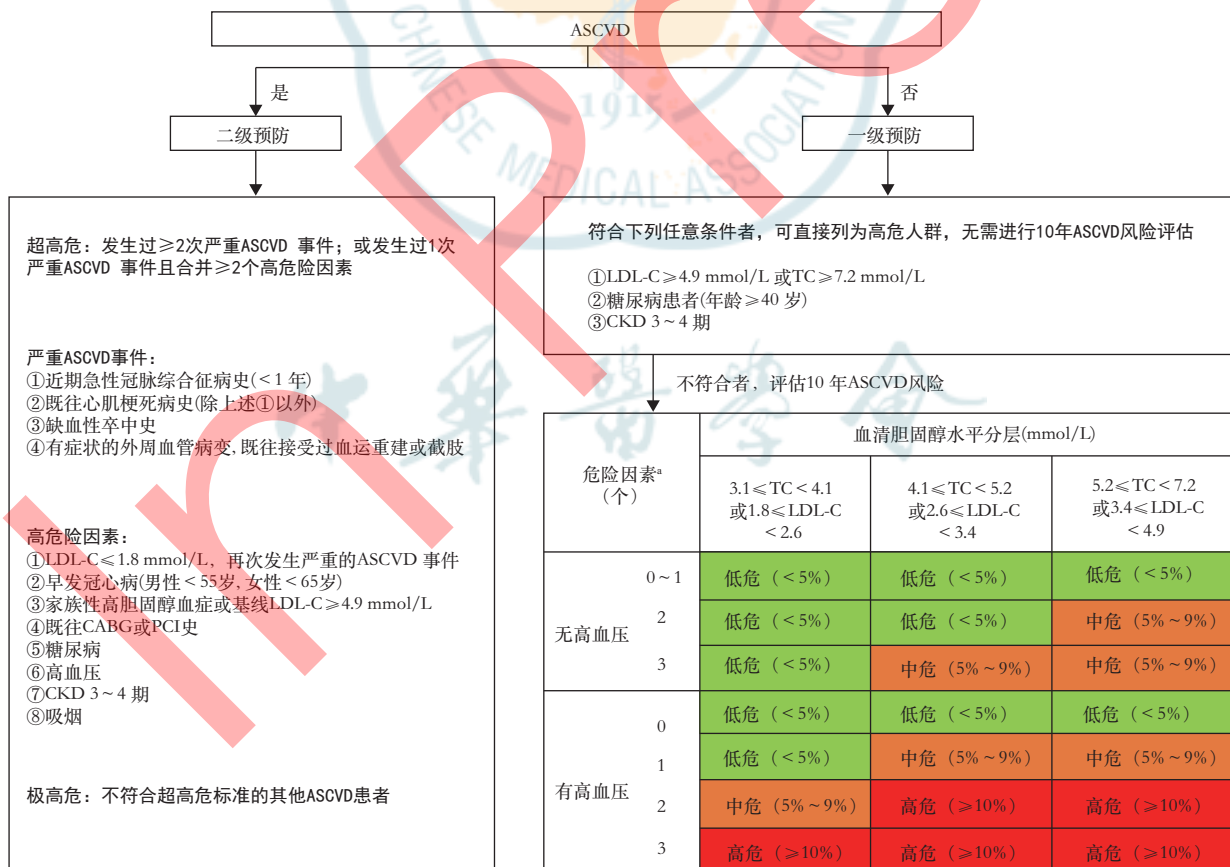 ASCVD
是
否
二级预防
一级预防
超高危：发生过≥2次严重ASCVD 事件；或发生过1次
严重ASCVD 事件且合并≥2个高危险因素
严重ASCVD事件：
①近期急性冠脉综合征病史(<1 年)
②既往心肌梗死病史(除上述①以外)
③缺血性卒中史
④有症状的外周血管病变, 既往接受过血运重建或截肢
高危险因素：
①LDL-C≤1.8 mmol/L，再次发生严重的ASCVD 事件
②早发冠心病(男性<55岁, 女性<65岁)
③家族性高胆固醇血症或基线LDL-C≥4.9 mmol/L
④既往CABG或PCI史
⑤糖尿病
⑥高血压
⑦CKD 3~4 期
⑧吸烟
极高危：不符合超高危标准的其他ASCVD患者
符合下列任意条件者，可直接列为高危人群，无需进行10年ASCVD风险评估
①LDL-C≥4.9 mmol/L 或TC≥7.2 mmol/L
②糖尿病患者(年龄≥40 岁)
③CKD 3~4 期
不符合者，评估10 年ASCVD风险
危险因素a
（个）
血清胆固醇水平分层(mmol/L)
3.1≤TC<4.1
或1.8≤LDL-C
<2.6
4.1≤TC<5.2
或2.6≤LDL-C
<3.4
5.2≤TC<7.2
或3.4≤LDL-C
<4.9
无高血压
0~1 低危（<5%） 低危（<5%） 低危（<5%）
2 低危（<5%） 低危（<5%） 中危（5%~9%）
3 低危（<5%） 中危（5%~9%） 中危（5%~9%）
有高血压
0 低危（<5%） 低危（<5%） 低危（<5%）
1 低危（<5%） 中危（5%~9%） 中危（5%~9%）
2 中危（5%~9%） 高危（≥10%） 高危（≥10%）
3 高危（≥10%） 高危（≥10%） 高危（≥10%）
CHINESE MEDICAL ASSOCIATION
1915
中华医学会
In Pre